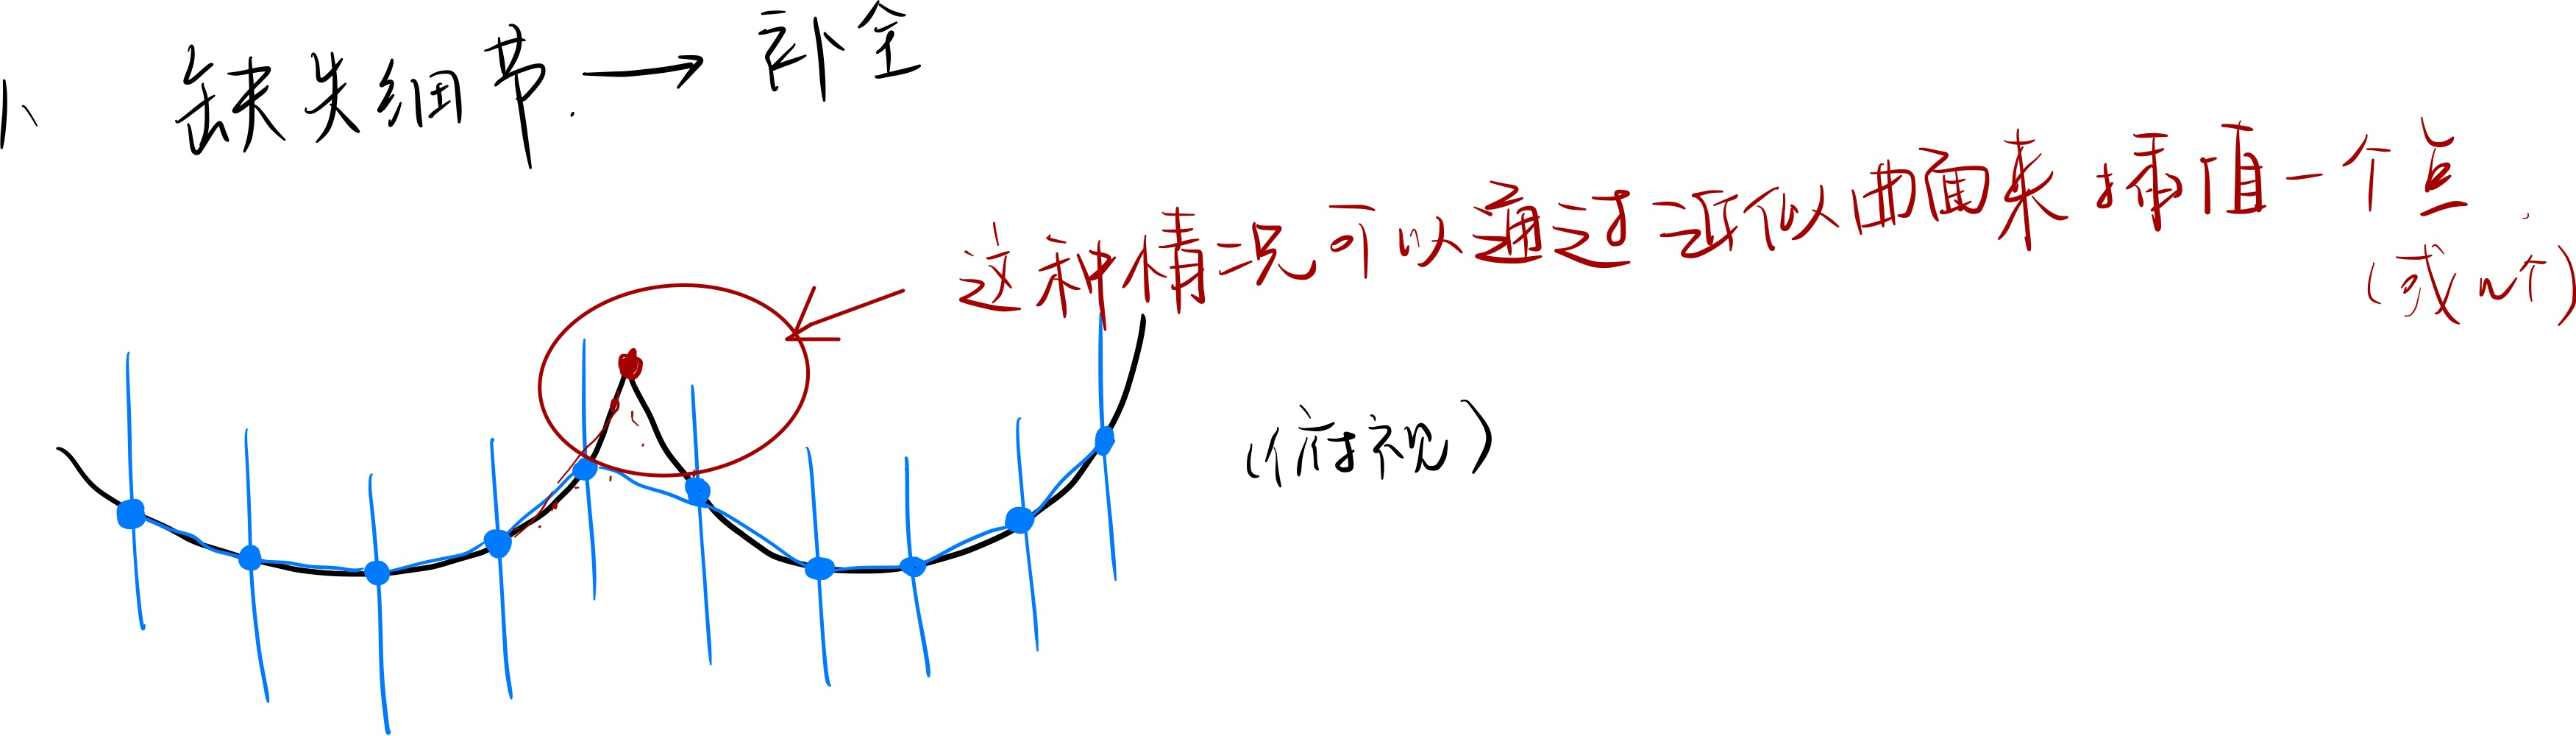 1、 缺失细节. → 补全
这种情况可以通过近似曲面来插值一个点.
(或n个)
(俯视)